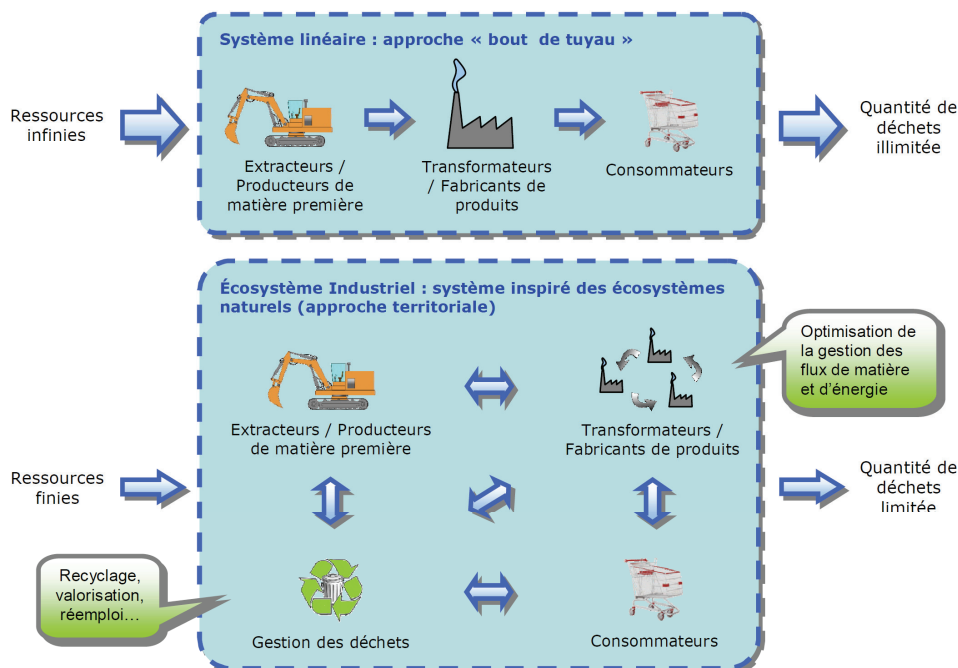 Système linéaire : approche « bout de tuyau »
Ressources
infinies
Extracteurs /
Producteurs de
matière première
Transformateurs
/ Fabricants de
produits
Consommateurs
Quantité de
déchets
illimitée
Écosystème Industriel : système inspiré des écosystèmes
naturels (approche territoriale)
Optimisation de
la gestion des
flux de matière
et d'énergie
Extracteurs / Producteurs
de matière première
Transformateurs /
Fabricants de produits
Ressources
finies
Quantité de
déchets
limitée
Recyclage,
valorisation,
réemploi…
Gestion des déchets
Consommateurs